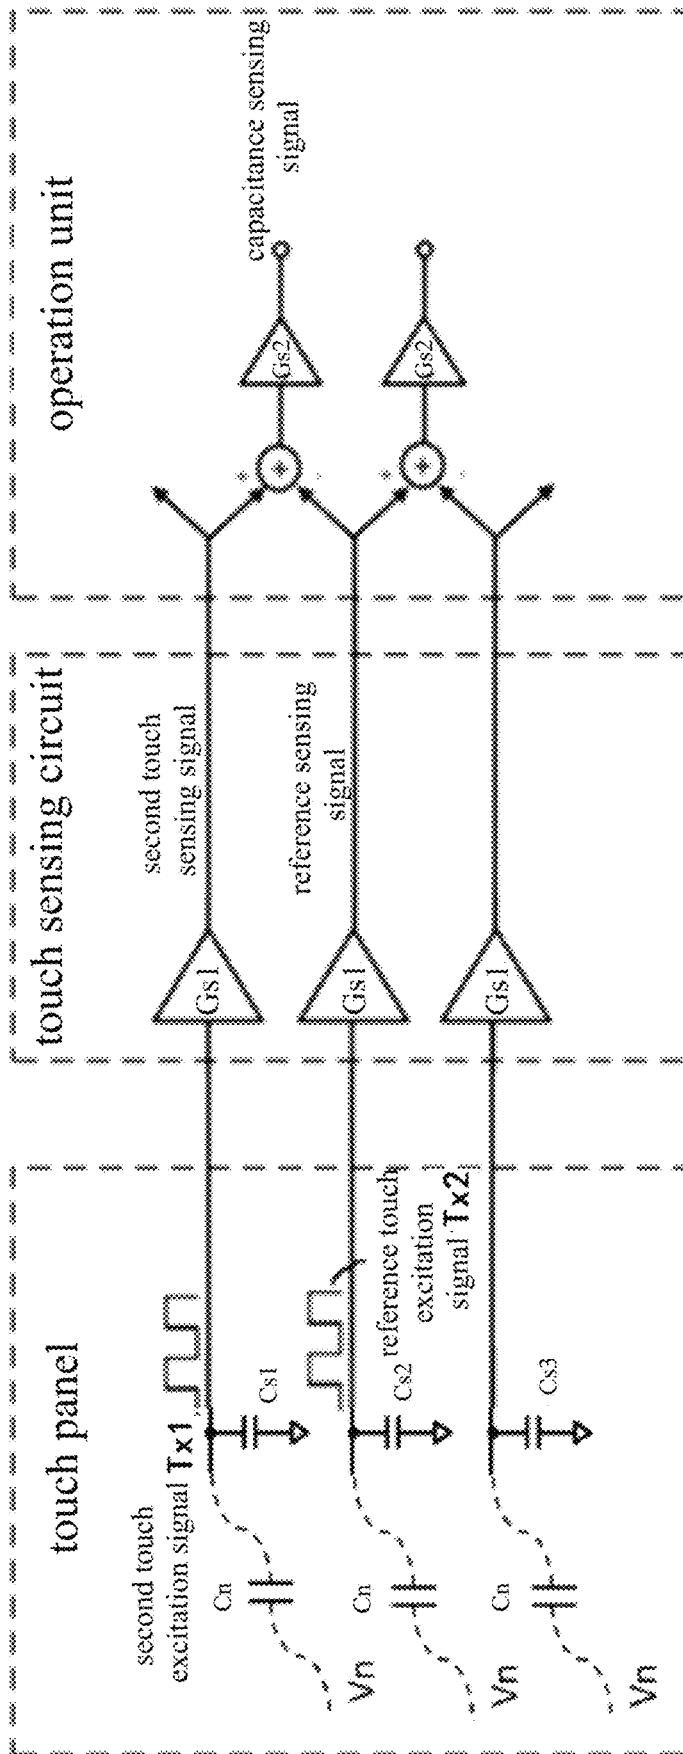 touch panel
touch sensing circuit
operation unit
second touch
excitation signal Tx1
Cn
Vn
Cs1
Gs1
second touch
sensing signal
+
-
+
Gs2
capacitance sensing
signal
Cn
Vn
Cs2
reference touch
excitation
signal Tx2
Gs1
reference sensing
signal
+
-
+
Gs2
Cn
Vn
Cs3
Gs1